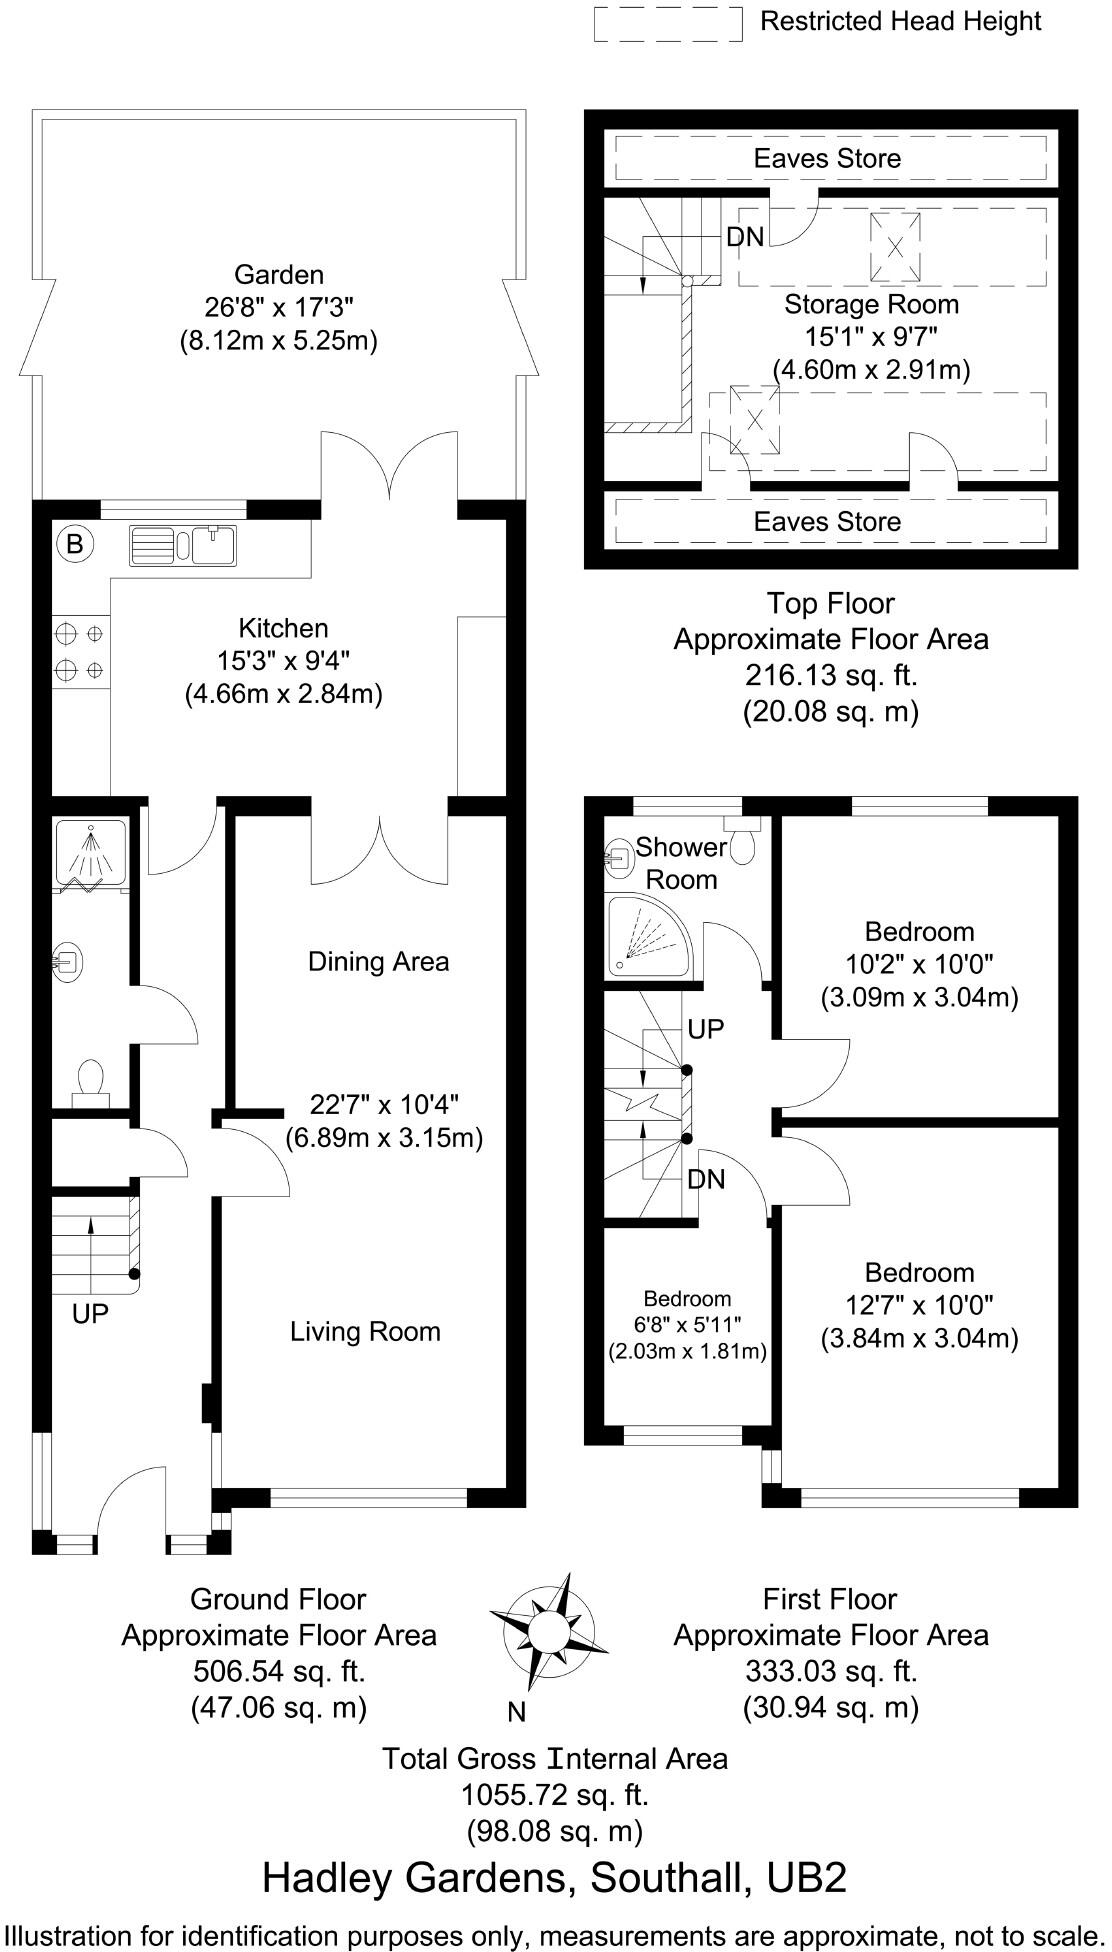 Restricted Head Height
Eaves Store
DN
Storage Room
15'1" x 9'7"
(4.60m x 2.91m)
Eaves Store
Top Floor
Approximate Floor Area
216.13 sq. ft.
(20.08 sq. m)
Garden
26'8" x 17'3"
(8.12m x 5.25m)
B
Kitchen
15'3" x 9'4"
(4.66m x 2.84m)
Dining Area
22'7" x 10'4"
(6.89m x 3.15m)
UP
Living Room
Ground Floor
Approximate Floor Area
506.54 sq. ft.
(47.06 sq. m)
Shower
Room
Bedroom
10'2" x 10'0"
(3.09m x 3.04m)
UP
DN
Bedroom
6'8" x 5'11"
(2.03m x 1.81m)
Bedroom
12'7" x 10'0"
(3.84m x 3.04m)
First Floor
Approximate Floor Area
333.03 sq. ft.
(30.94 sq. m)
N
Total Gross Internal Area
1055.72 sq. ft.
(98.08 sq. m)
Hadley Gardens, Southall, UB2
Illustration for identification purposes only, measurements are approximate, not to scale.